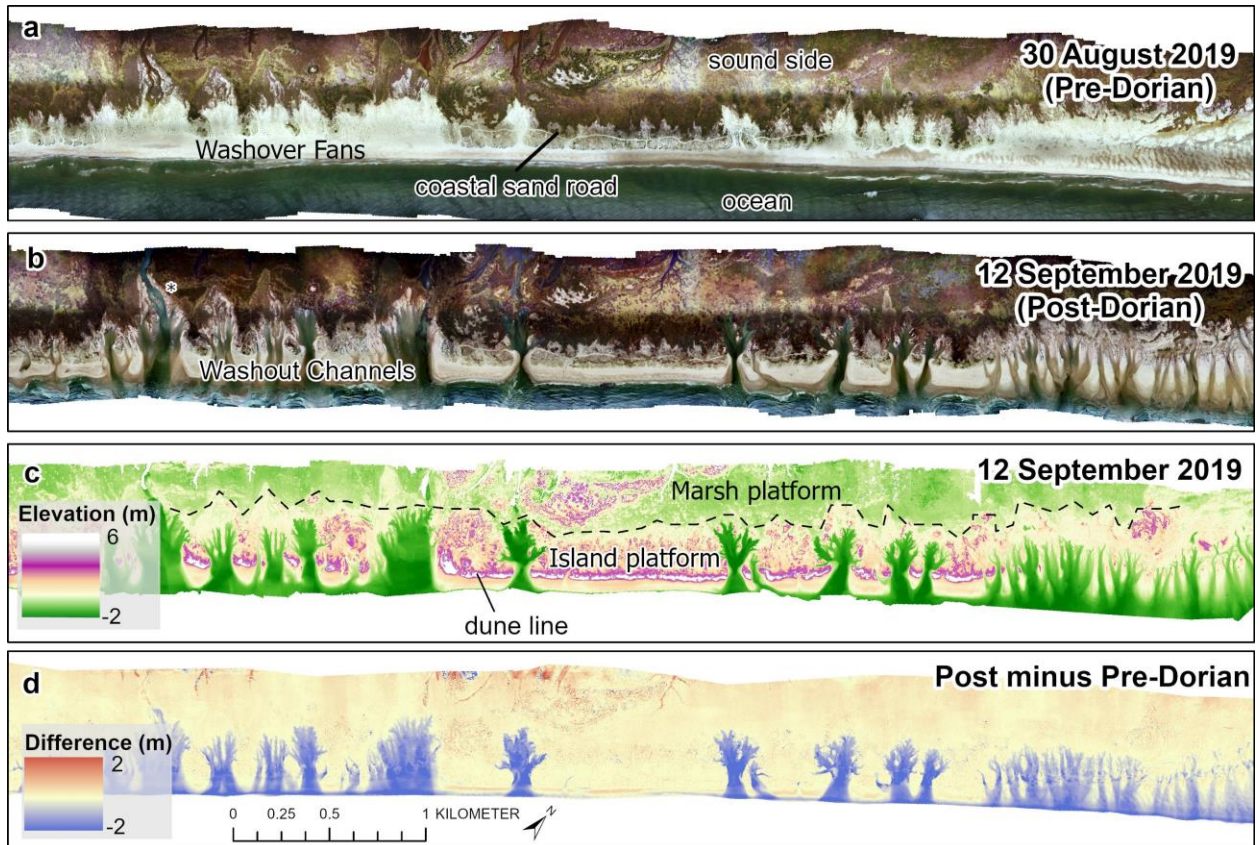 a
30 August 2019
(Pre-Dorian)
sound side
Washover Fans
coastal sand road
ocean
b
12 September 2019
(Post-Dorian)
*
Washout Channels
c
12 September 2019
Elevation (m)
6
-2
Marsh platform
Island platform
dune line
d
Post minus Pre-Dorian
Difference (m)
2
-2
0 0.25 0.5 1 KILOMETER
N